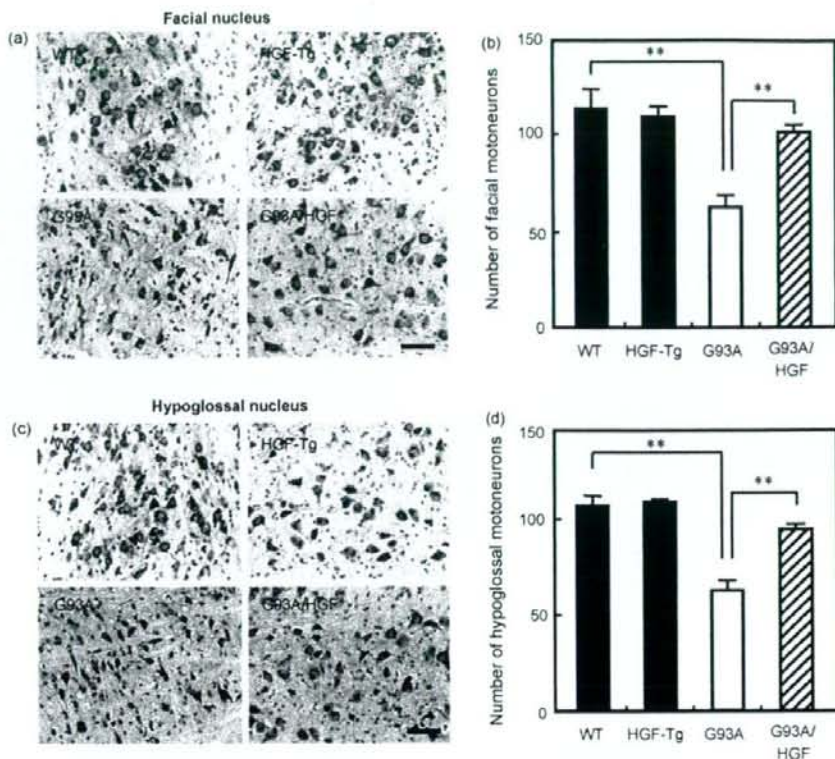 Facial nucleus
(a)
WT
HGF-Tg
G93A
G93A/HGF
(b)
150
100
50
0
Number of facial motoneurons
**
**
WT
HGF-Tg
G93A
G93A/
HGF
Hypoglossal nucleus
(c)
WT
HGF-Tg
G93A
G93A/HGF
(d)
150
100
50
0
Number of hypoglossal motoneurons
**
**
WT
HGF-Tg
G93A
G93A/
HGF